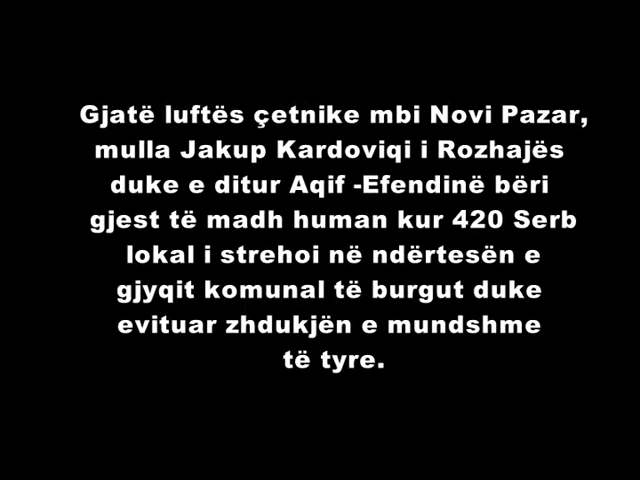 Gjatë luftës çetnike mbi Novi Pazar,
mulla Jakup Kardoviqi i Rozhajës
duke e ditur Aqif -Efendinë bëri
gjest të madh human kur 420 Serb
lokal i strehoi në ndërtesën e
gjyqit komunal të burgut duke
evituar zhdukjën e mundshme
të tyre.